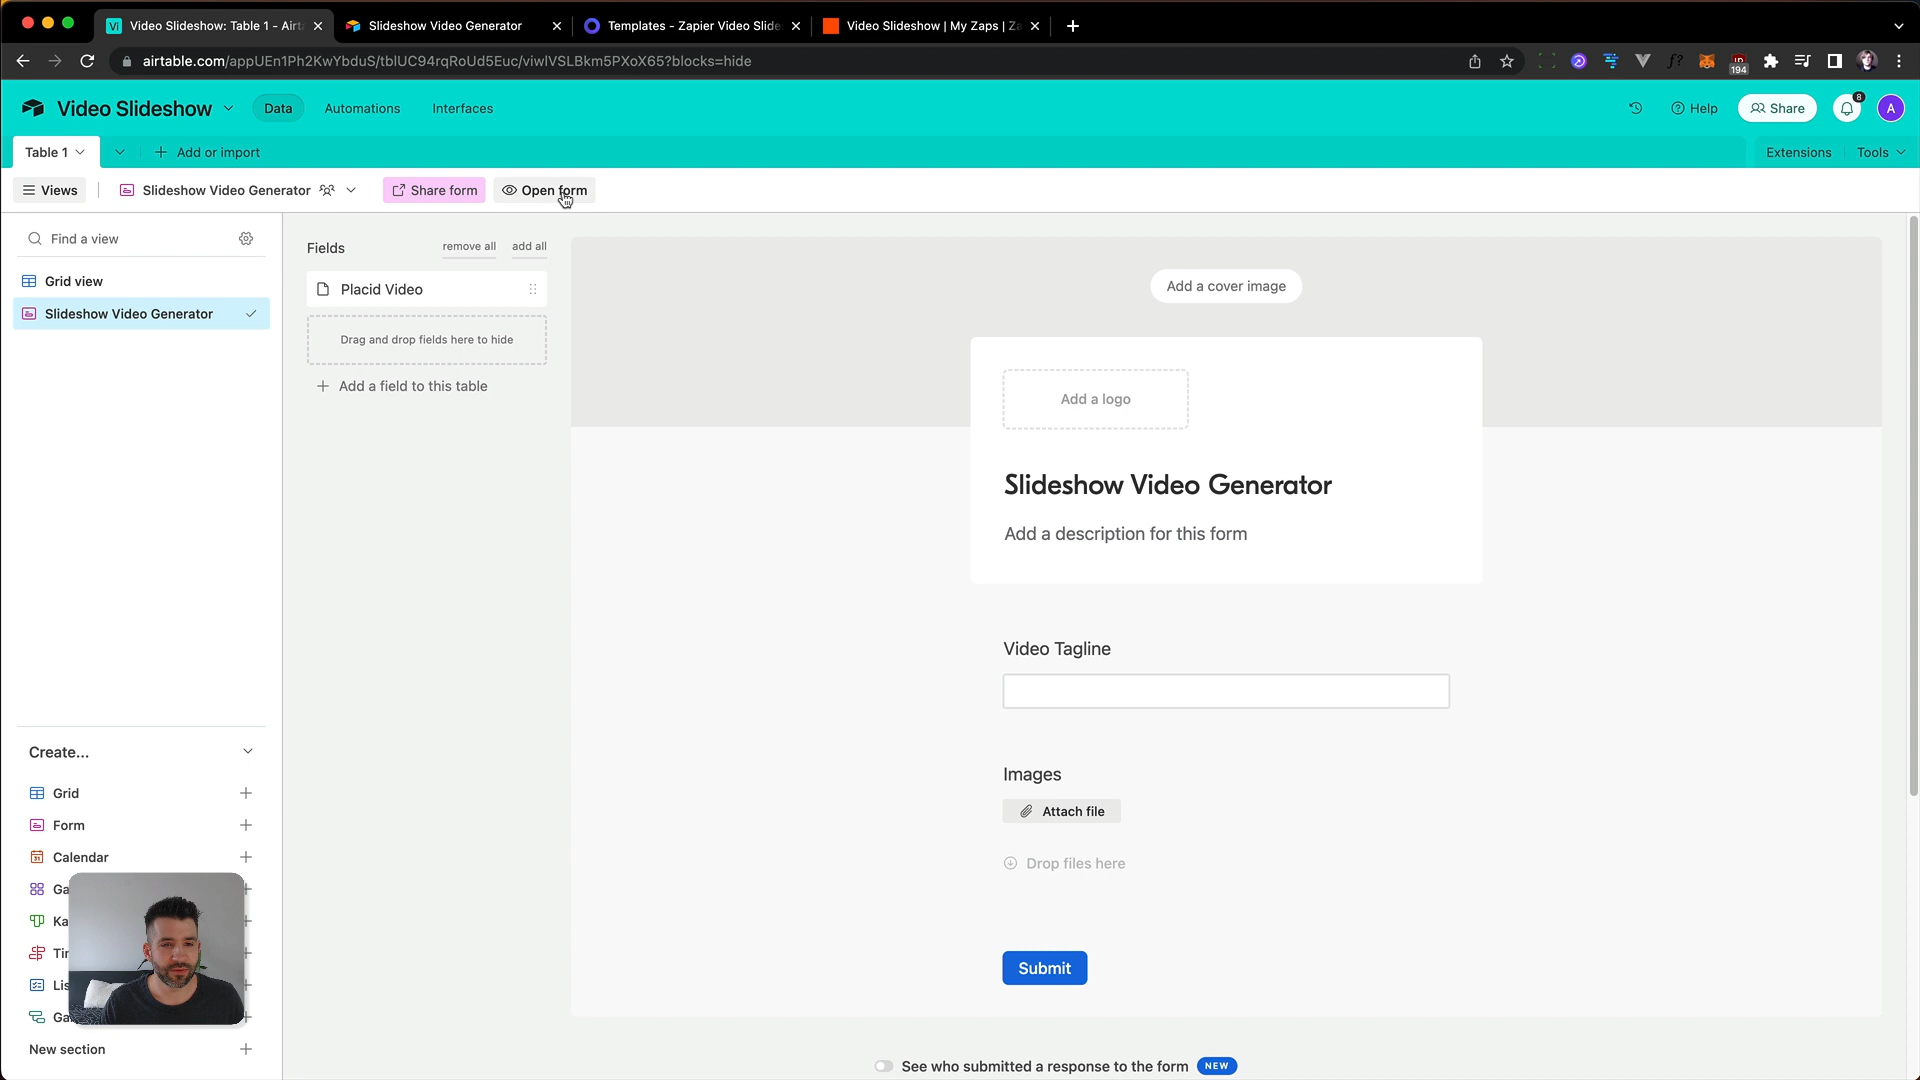 Vi Video Slideshow: Table 1 - Airt
Slideshow Video Generator
Templates - Zapier Video Slide
Video Slideshow | My Zaps | Za
airtable.com/appUEn1Ph2KwYbduS/tblUC94rqRoUd5Euc/viwlVSLBkm5PXoX65?blocks=hide
194
Video Slideshow
Data
Automations
Interfaces
Help
Share
8
A
Table 1
Add or import
Extensions
Tools
Views
Slideshow Video Generator
Share form
Open form
Find a view
Grid view
Slideshow Video Generator
Create...
Grid
Form
Calendar
Ga
Ka
Tir
Lis
Ga
New section
Fields
remove all
add all
Placid Video
Drag and drop fields here to hide
Add a field to this table
Add a cover image
Add a logo
Slideshow Video Generator
Add a description for this form
Video Tagline
Images
Attach file
Drop files here
Submit
See who submitted a response to the form NEW